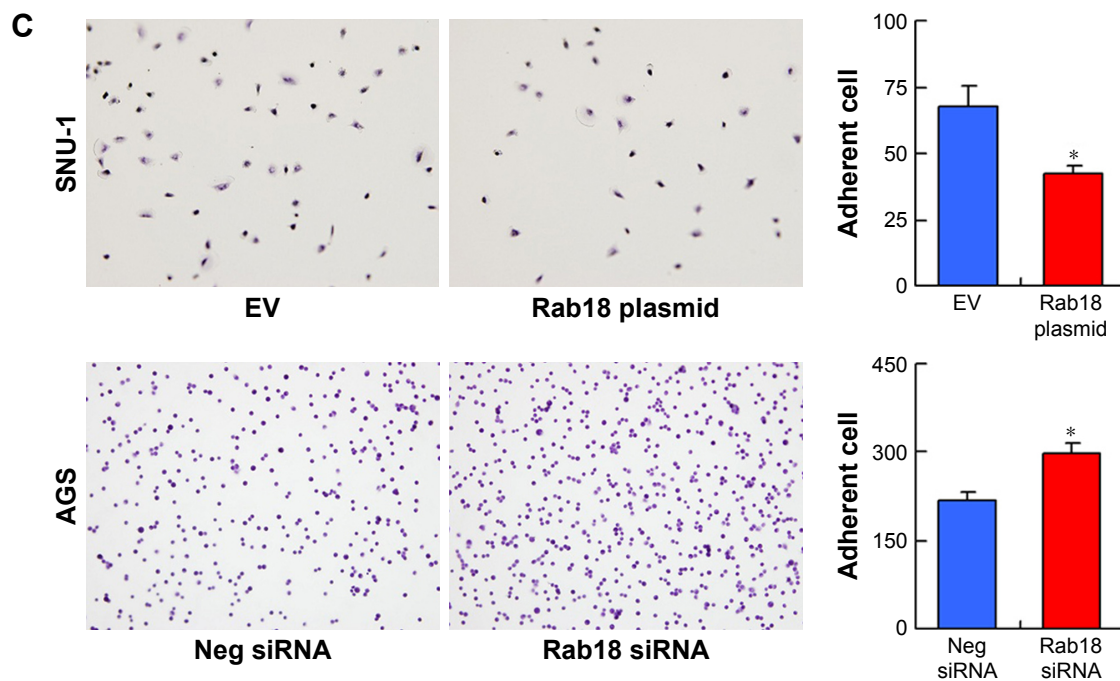 C
SNU-1
EV
Rab18 plasmid
Adherent cell
100
75
50
25
0
*
EV
Rab18
plasmid
AGS
Neg siRNA
Rab18 siRNA
Adherent cell
450
300
150
0
*
Neg
siRNA
Rab18
siRNA